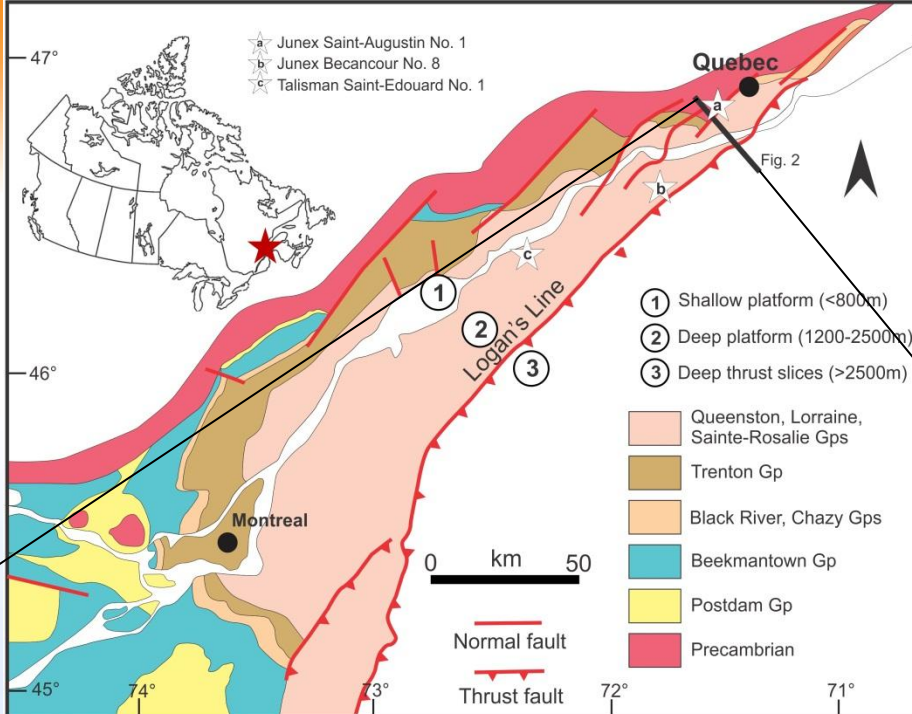 47°
a Junex Saint-Augustin No. 1
b Junex Becancour No. 8
c Talisman Saint-Edouard No. 1
Quebec
a
Fig. 2
b
c
1
2
3
Logan's Line
46°
1 Shallow platform (<800m)
2 Deep platform (1200-2500m)
3 Deep thrust slices (>2500m)
Queenston, Lorraine,
Sainte-Rosalie Gps
Trenton Gp
Black River, Chazy Gps
Beekmantown Gp
Postdam Gp
Precambrian
Montreal
0 km 50
Normal fault
Thrust fault
45°
74°
73°
72°
71°